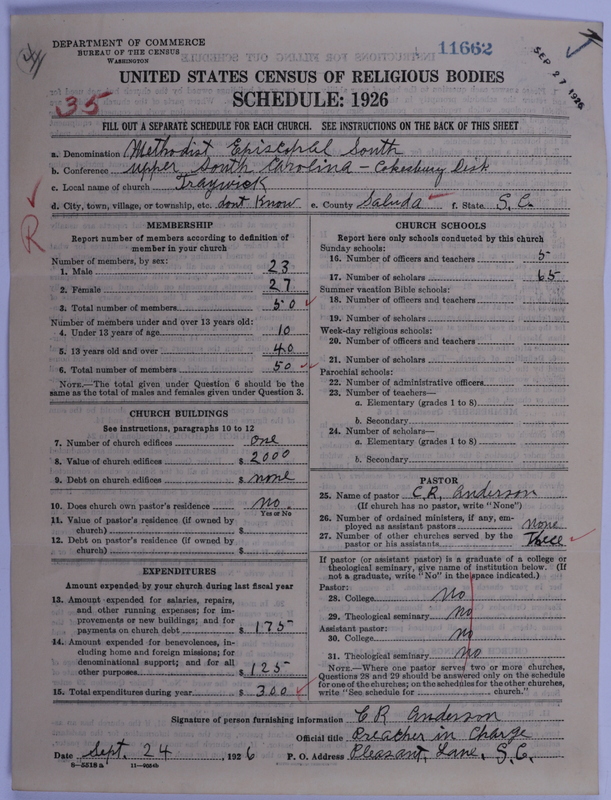 DEPARTMENT OF COMMERCE
BUREAU OF THE CENSUS
WASHINGTON
11662
SEP 27 1926
UNITED STATES CENSUS OF RELIGIOUS BODIES
35
SCHEDULE: 1926
FILL OUT A SEPARATE SCHEDULE FOR EACH CHURCH. SEE INSTRUCTIONS ON THE BACK OF THIS SHEET
a. Denomination Methodist Episcopal South
b. Conference Upper South Carolina - Cokesbury Disk
c. Local name of church Traywick
d. City, town, village, or township, etc. dont Know e. County Saluda f. State S.C.
R
MEMBERSHIP
Report number of members according to definition of
member in your church
Number of members, by sex:
1. Male 23
2. Female 27
3. Total number of members 50
Number of members under and over 13 years old:
4. Under 13 years of age 10
5. 13 years old and over 40
6. Total number of members 50
NOTE.—The total given under Question 6 should be the
same as the total of males and females given under Question 3.
CHURCH BUILDINGS
See instructions, paragraphs 10 to 12
7. Number of church edifices one
8. Value of church edifices $ 2000
9. Debt on church edifices $ none
10. Does church own pastor's residence No.
Yes or No
11. Value of pastor's residence (if owned by
church) $
12. Debt on pastor's residence (if owned by
church) $
EXPENDITURES
Amount expended by your church during last fiscal year
13. Amount expended for salaries, repairs,
and other running expenses; for im-
provements or new buildings; and for
payments on church debt $ 175
14. Amount expended for benevolences, in-
cluding home and foreign missions; for
denominational support; and for all
other purposes $ 125
15. Total expenditures during year $ 300
CHURCH SCHOOLS
Report here only schools conducted by this church
Sunday schools:
16. Number of officers and teachers 5
17. Number of scholars 65
Summer vacation Bible schools:
18. Number of officers and teachers
19. Number of scholars
Week-day religious schools:
20. Number of officers and teachers
21. Number of scholars
Parochial schools:
22. Number of administrative officers
23. Number of teachers—
a. Elementary (grades 1 to 8)
b. Secondary
24. Number of scholars—
a. Elementary (grades 1 to 8)
b. Secondary
PASTOR
25. Name of pastor C.R. Anderson
(If church has no pastor, write "None")
26. Number of ordained ministers, if any, em-
ployed as assistant pastors None
27. Number of other churches served by the
pastor or his assistants Three
If pastor (or assistant pastor) is a graduate of a college or
theological seminary, give name of institution below. (If
not a graduate, write "No" in the space indicated.)
Pastor:
28. College No
29. Theological seminary No
Assistant pastor:
30. College No
31. Theological seminary No
NOTE.—Where one pastor serves two or more churches,
Questions 28 and 29 should be answered only on the schedule
for one of the churches; on the schedules for the other churches,
write "See schedule for church."
Signature of person furnishing information C R Anderson
Official title Preacher in Charge
Date Sept. 24, 1926 P. O. Address Pleasant, Lane, S.C.
8-5518a 11-9054b